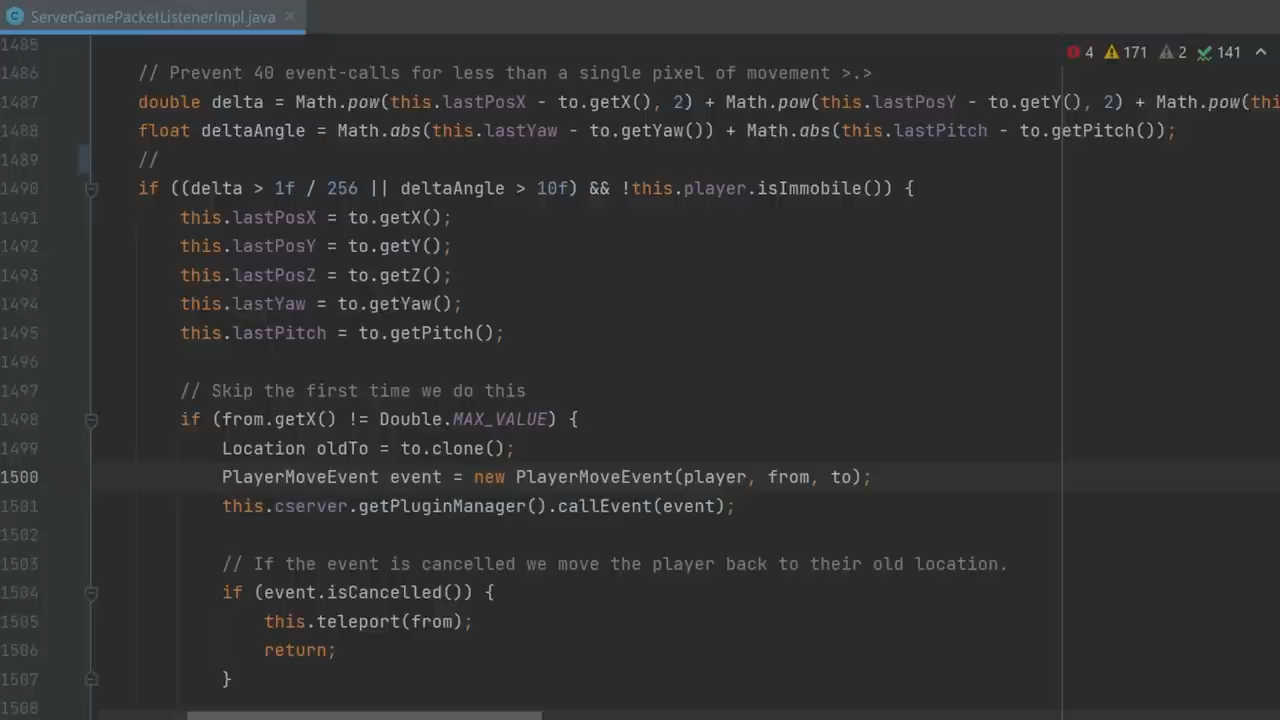 ServerGamePacketListenerImpl.java
4 171 2 141
1485
1486 // Prevent 40 event-calls for less than a single pixel of movement >.>
1487 double delta = Math.pow(this.lastPosX - to.getX(), 2) + Math.pow(this.lastPosY - to.getY(), 2) + Math.pow(thi
1488 float deltaAngle = Math.abs(this.lastYaw - to.getYaw()) + Math.abs(this.lastPitch - to.getPitch());
1489 //
1490 if ((delta > 1f / 256 || deltaAngle > 10f) && !this.player.isImmobile()) {
1491 this.lastPosX = to.getX();
1492 this.lastPosY = to.getY();
1493 this.lastPosZ = to.getZ();
1494 this.lastYaw = to.getYaw();
1495 this.lastPitch = to.getPitch();
1496
1497 // Skip the first time we do this
1498 if (from.getX() != Double.MAX_VALUE) {
1499 Location oldTo = to.clone();
1500 PlayerMoveEvent event = new PlayerMoveEvent(player, from, to);
1501 this.cserver.getPluginManager().callEvent(event);
1502
1503 // If the event is cancelled we move the player back to their old location.
1504 if (event.isCancelled()) {
1505 this.teleport(from);
1506 return;
1507 }
1508